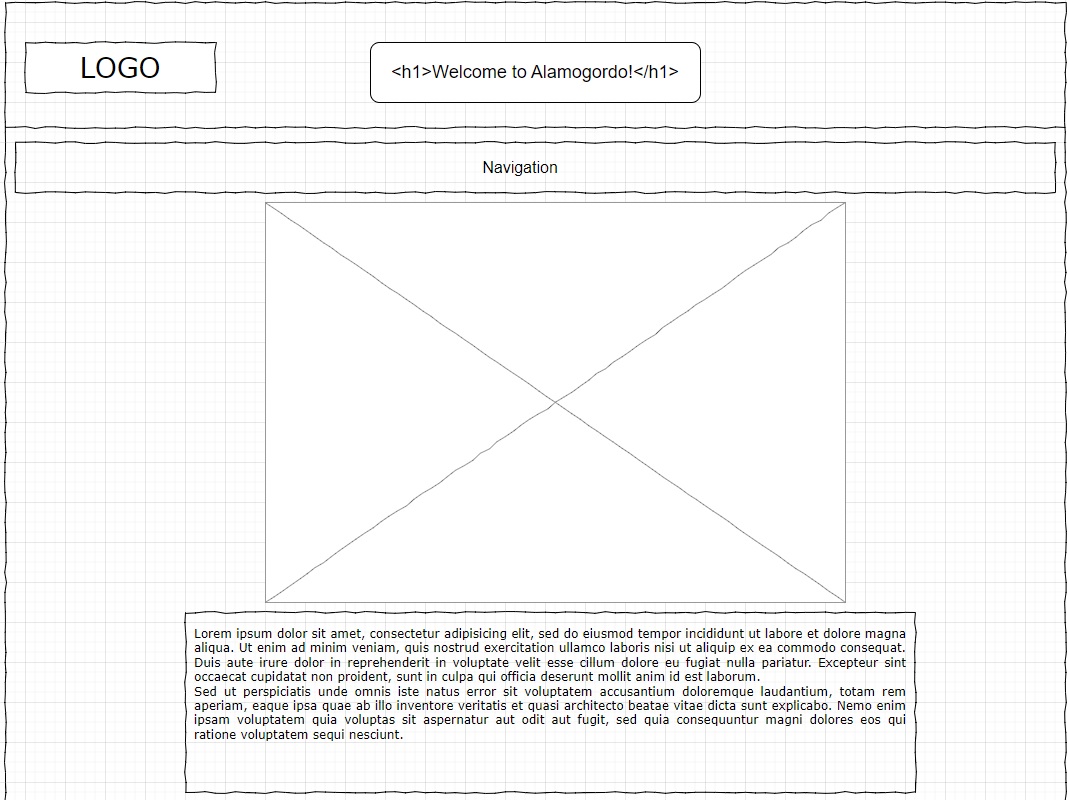 LOGO
<h1>Welcome to Alamogordo!</h1>
Navigation
Lorem ipsum dolor sit amet, consectetur adipisicing elit, sed do eiusmod tempor incididunt ut labore et dolore magna
aliqua. Ut enim ad minim veniam, quis nostrud exercitation ullamco laboris nisi ut aliquip ex ea commodo consequat.
Duis aute irure dolor in reprehenderit in voluptate velit esse cillum dolore eu fugiat nulla pariatur. Excepteur sint
occaecat cupidatat non proident, sunt in culpa qui officia deserunt mollit anim id est laborum.
Sed ut perspiciatis unde omnis iste natus error sit voluptatem accusantium doloremque laudantium, totam rem
aperiam, eaque ipsa quae ab illo inventore veritatis et quasi architecto beatae vitae dicta sunt explicabo. Nemo enim
ipsam voluptatem quia voluptas sit aspernatur aut odit aut fugit, sed quia consequuntur magni dolores eos qui
ratione voluptatem sequi nesciunt.